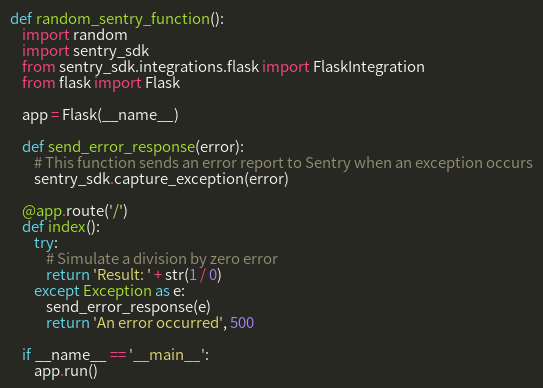 def random_sentry_function():
    import random
    import sentry_sdk
    from sentry_sdk.integrations.flask import FlaskIntegration
    from flask import Flask

    app = Flask(__name__)

    def send_error_response(error):
        # This function sends an error report to Sentry when an exception occurs
        sentry_sdk.capture_exception(error)

    @app.route('/')
    def index():
        try:
            # Simulate a division by zero error
            return 'Result: ' + str(1 / 0)
        except Exception as e:
            send_error_response(e)
            return 'An error occurred', 500

    if __name__ == '__main__':
        app.run()